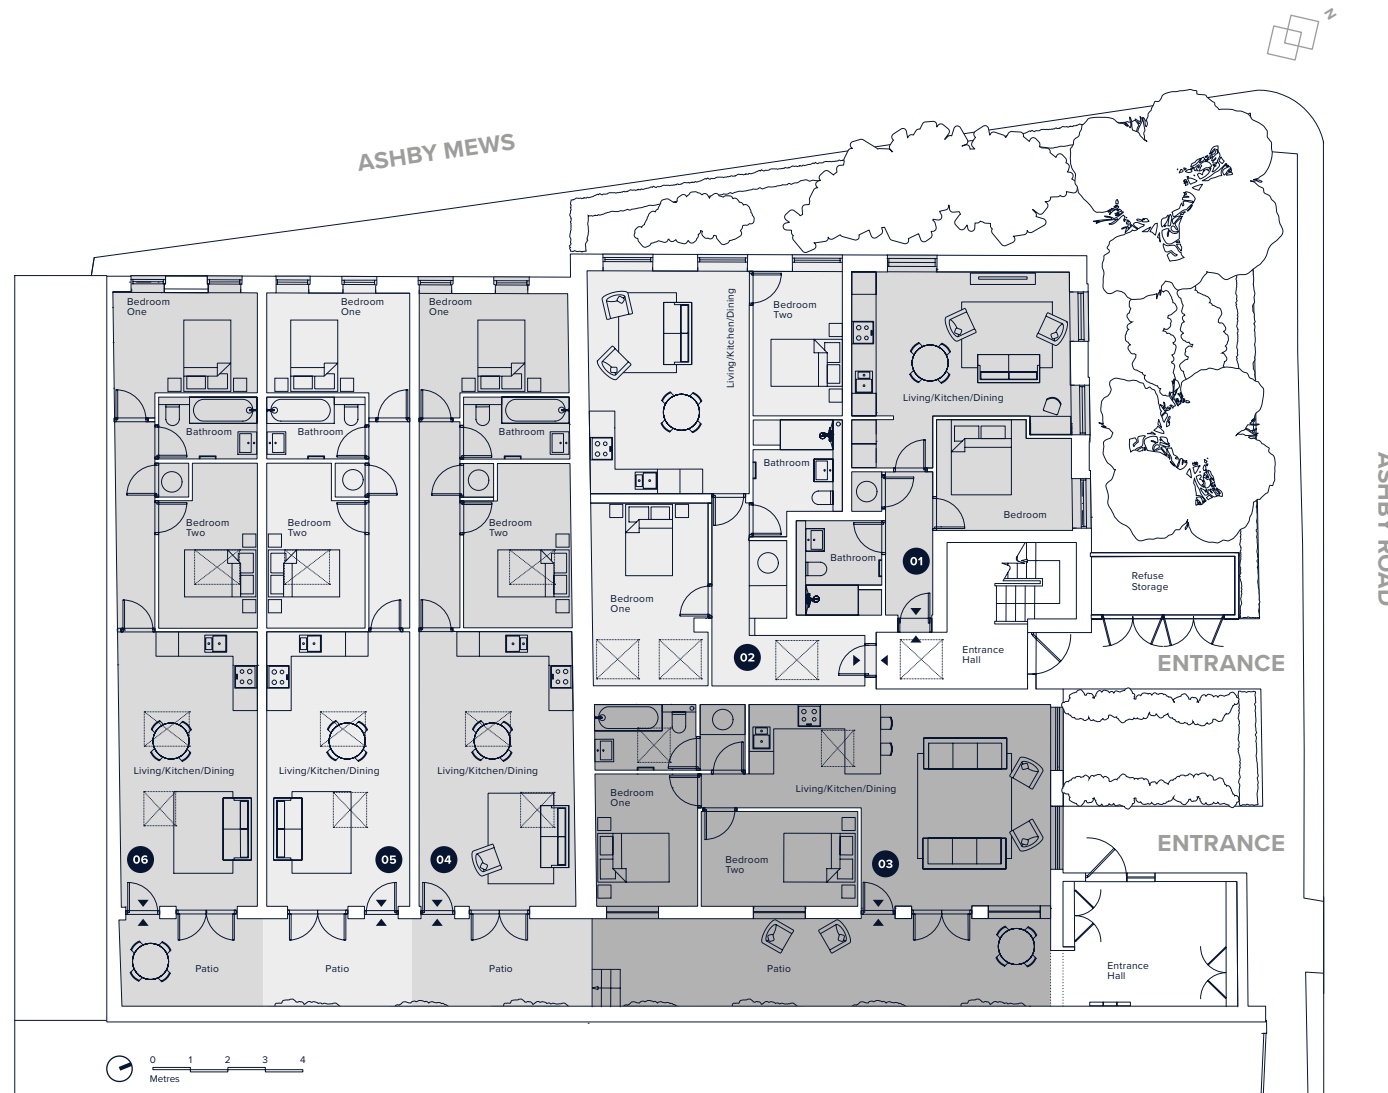 N
ASHBY MEWS
ASHBY ROAD
Bedroom
One
Bedroom
One
Bedroom
One
Living/Kitchen/Dining
Bedroom
Two
Living/Kitchen/Dining
Bathroom
Bathroom
Bathroom
Bathroom
Bedroom
Two
Bedroom
Two
Bedroom
Two
Bedroom
Bathroom
01
Refuse
Storage
Bedroom
One
02
Entrance
Hall
ENTRANCE
Living/Kitchen/Dining
Living/Kitchen/Dining
Living/Kitchen/Dining
Bedroom
One
Living/Kitchen/Dining
ENTRANCE
06
05
04
Bedroom
Two
03
Patio
Patio
Patio
Patio
Entrance
Hall
0 1 2 3 4
Metres